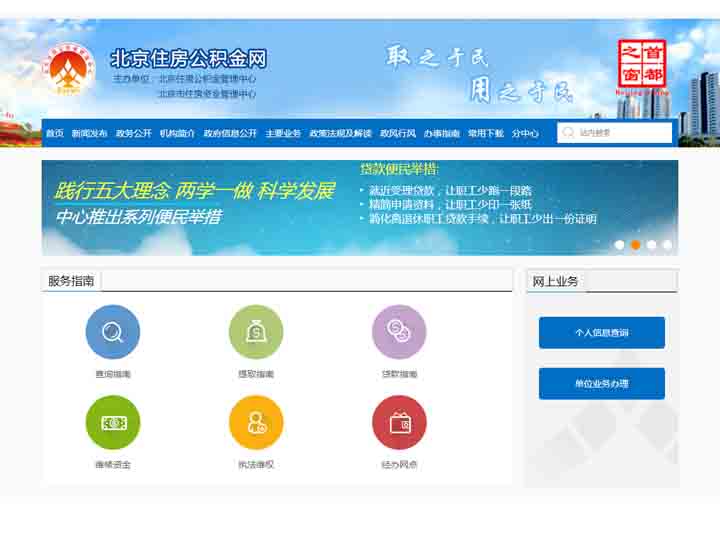 北京住房公积金网
主办单位：北京住房公积金管理中心
北京市住房资金管理中心
取之于民
用之于民
首都
之窗
首页 新闻发布 政务公开 机构简介 政府信息公开 主要业务 政策法规及解读 政风行风 办事指南 常用下载 分中心 站内搜索
践行五大理念 两学一做 科学发展
中心推出系列便民举措
贷款便民举措:
就近受理贷款，让职工少跑一段路
精简申请资料，让职工少印一张纸
简化离退休职工贷款手续，让职工少出一份证明
服务指南
网上业务
查询指南 提取指南 贷款指南
个人信息查询
单位业务办理
维修资金 执法维权 经办网点